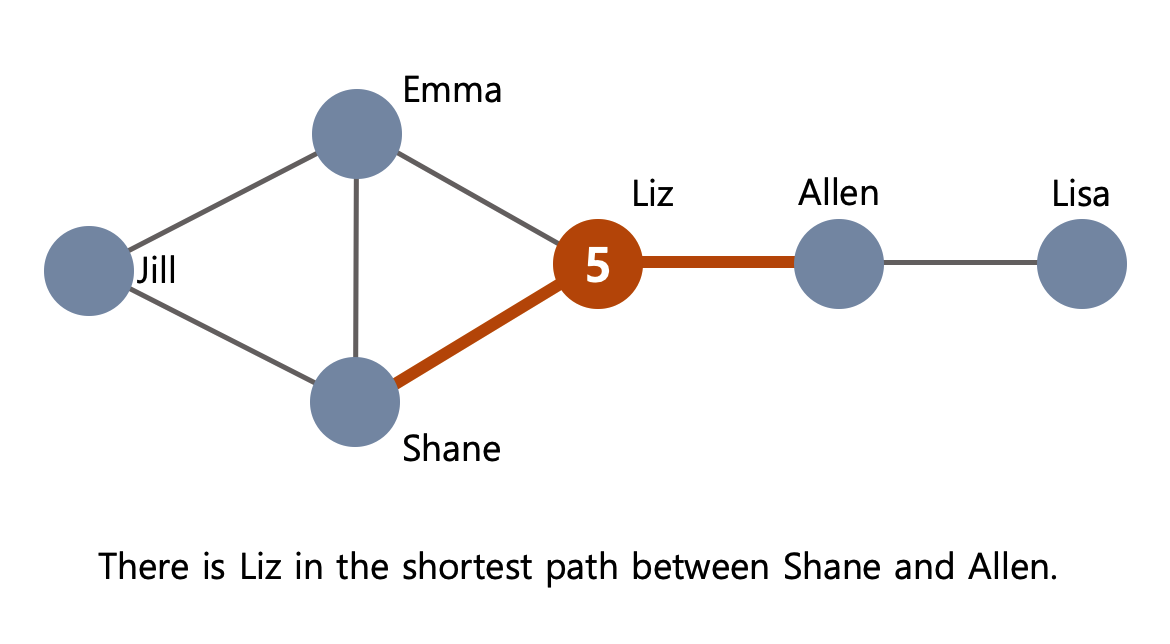 Emma
Liz
Allen
Lisa
5
Jill
Shane
There is Liz in the shortest path between Shane and Allen.